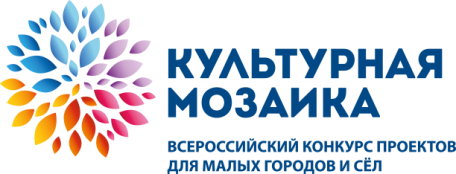 КУЛЬТУРНАЯ
МОЗАИКА
ВСЕРОССИЙСКИЙ КОНКУРС ПРОЕКТОВ
ДЛЯ МАЛЫХ ГОРОДОВ И СЁЛ